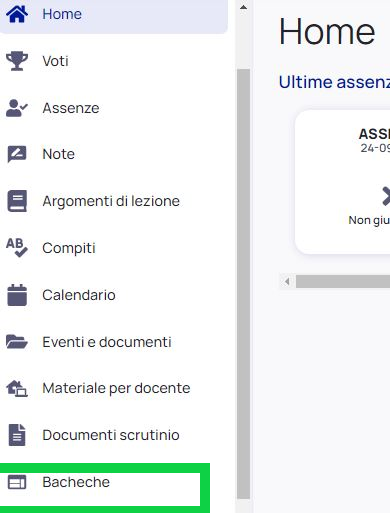 Home
Voti
Assenze
Note
Argomenti di lezione
AB
Compiti
Calendario
Eventi e documenti
Materiale per docente
Documenti scrutinio
Bacheche
Home
Ultime assenz
ASSE
24-09
Non giu